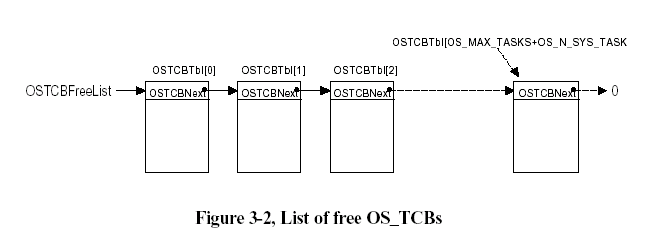 OSTCBTbl[OS_MAX_TASKS+OS_N_SYS_TASK
OSTCBTbl[0] OSTCBTbl[1] OSTCBTbl[2]
OSTCBFreeList OSTCBNext OSTCBNext OSTCBNext OSTCBNext 0
Figure 3-2, List of free OS_TCBs